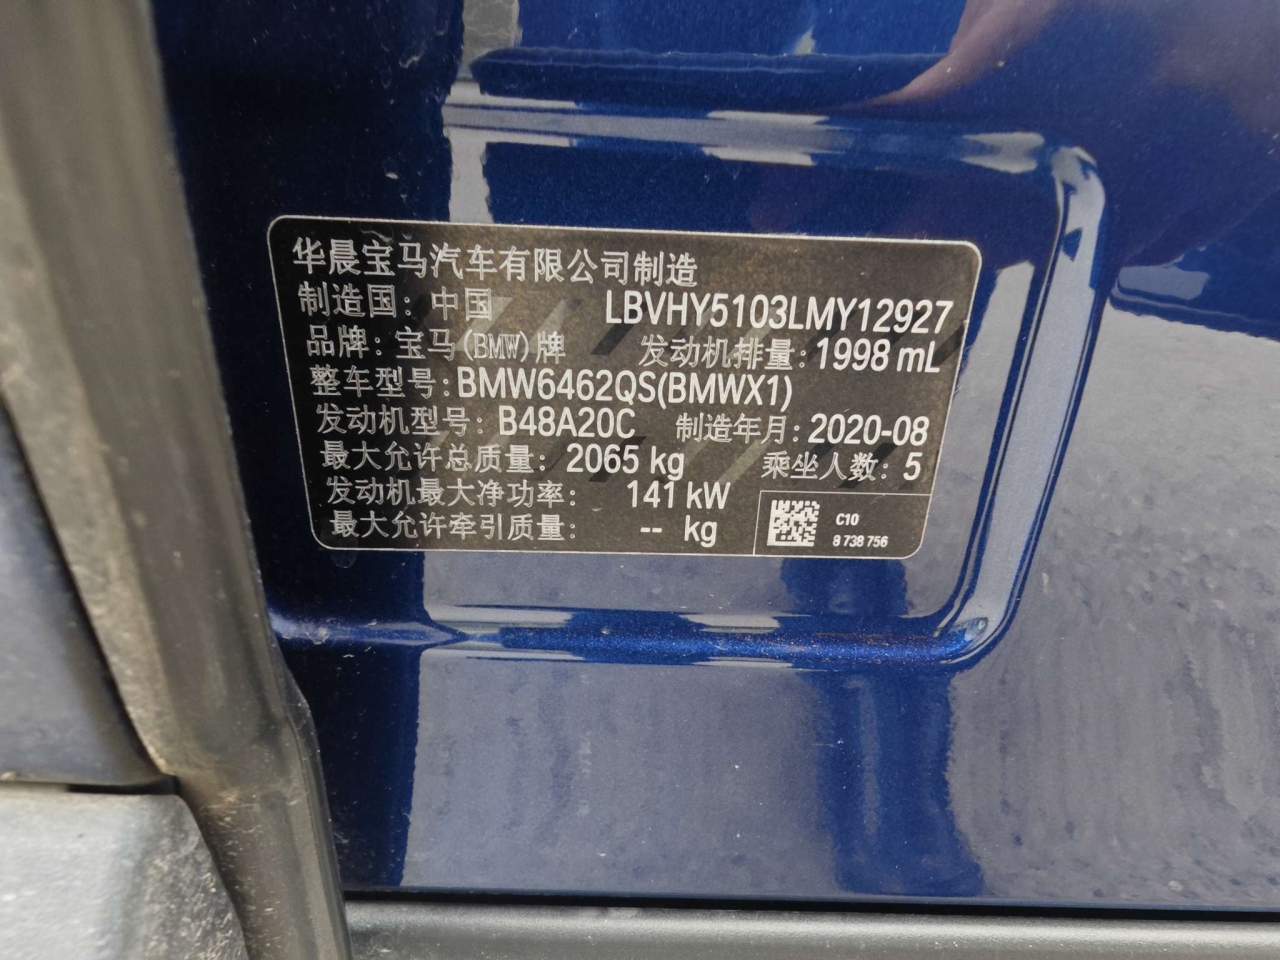 华晨宝马汽车有限公司制造
制造国: 中国 LBVHY5103LMY12927
品牌: 宝马(BMW)牌 发动机排量: 1998 mL
整车型号: BMW6462QS(BMWX1)
发动机型号: B48A20C 制造年月: 2020-08
最大允许总质量: 2065 kg 乘坐人数: 5
发动机最大净功率: 141 kW
最大允许牵引质量: -- kg
C10
8 738 756